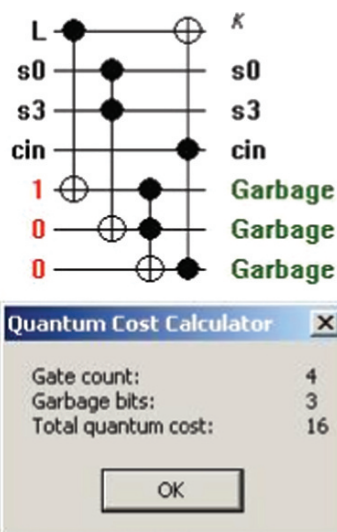 L K
s0 s0
s3 s3
cin cin
1 Garbage
0 Garbage
0 Garbage
Quantum Cost Calculator
Gate count: 4
Garbage bits: 3
Total quantum cost: 16
OK